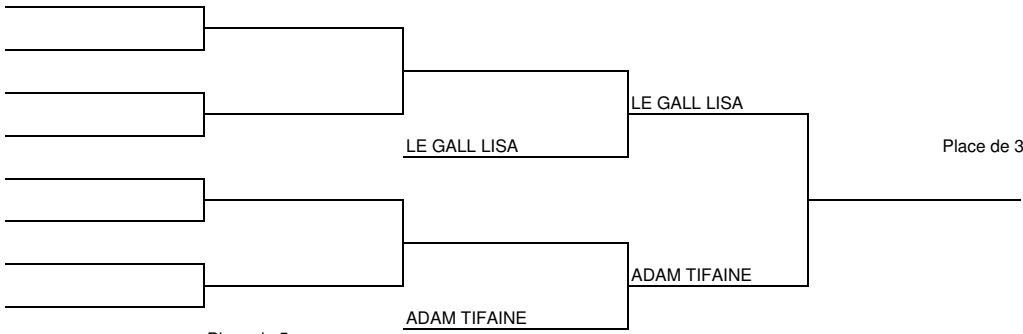 LE GALL LISA
Place de 3
LE GALL LISA
ADAM TIFAINE
ADAM TIFAINE